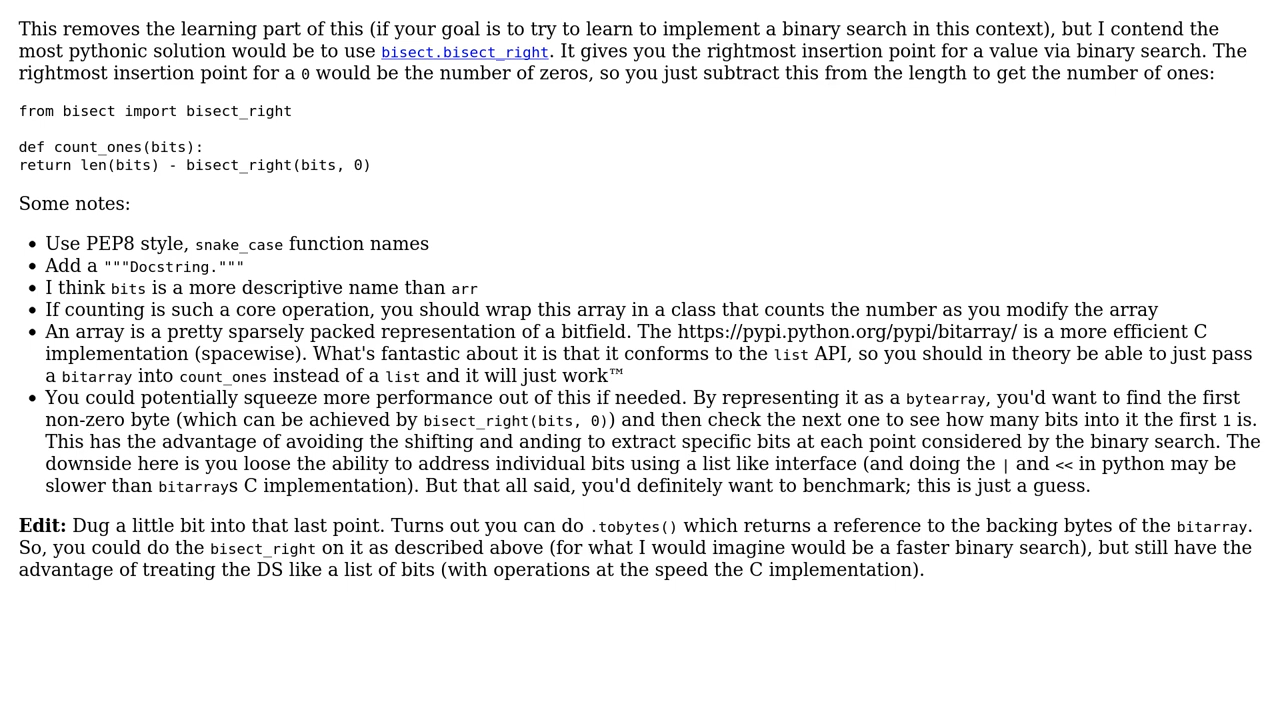 This removes the learning part of this (if your goal is to try to learn to implement a binary search in this context), but I contend the
most pythonic solution would be to use bisect.bisect_right. It gives you the rightmost insertion point for a value via binary search. The
rightmost insertion point for a 0 would be the number of zeros, so you just subtract this from the length to get the number of ones:
from bisect import bisect_right
def count_ones(bits):
return len(bits) - bisect_right(bits, 0)
Some notes:
• Use PEP8 style, snake_case function names
• Add a """Docstring."""
• I think bits is a more descriptive name than arr
• If counting is such a core operation, you should wrap this array in a class that counts the number as you modify the array
• An array is a pretty sparsely packed representation of a bitfield. The https://pypi.python.org/pypi/bitarray/ is a more efficient C
implementation (spacewise). What's fantastic about it is that it conforms to the list API, so you should in theory be able to just pass
a bitarray into count_ones instead of a list and it will just work™
• You could potentially squeeze more performance out of this if needed. By representing it as a bytearray, you'd want to find the first
non-zero byte (which can be achieved by bisect_right(bits, 0)) and then check the next one to see how many bits into it the first 1 is.
This has the advantage of avoiding the shifting and anding to extract specific bits at each point considered by the binary search. The
downside here is you loose the ability to address individual bits using a list like interface (and doing the | and << in python may be
slower than bitarrays C implementation). But that all said, you'd definitely want to benchmark; this is just a guess.
Edit: Dug a little bit into that last point. Turns out you can do .tobytes() which returns a reference to the backing bytes of the bitarray.
So, you could do the bisect_right on it as described above (for what I would imagine would be a faster binary search), but still have the
advantage of treating the DS like a list of bits (with operations at the speed the C implementation).